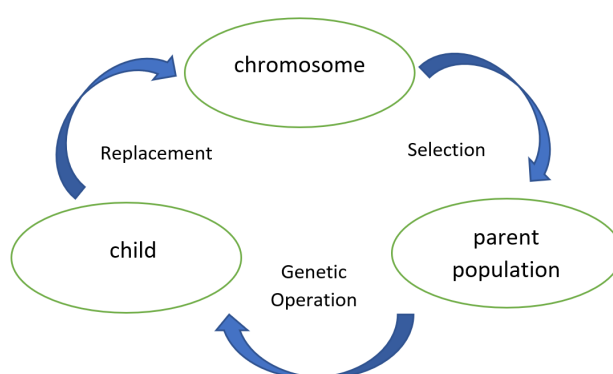 chromosome
Replacement
Selection
child
parent
population
Genetic
Operation